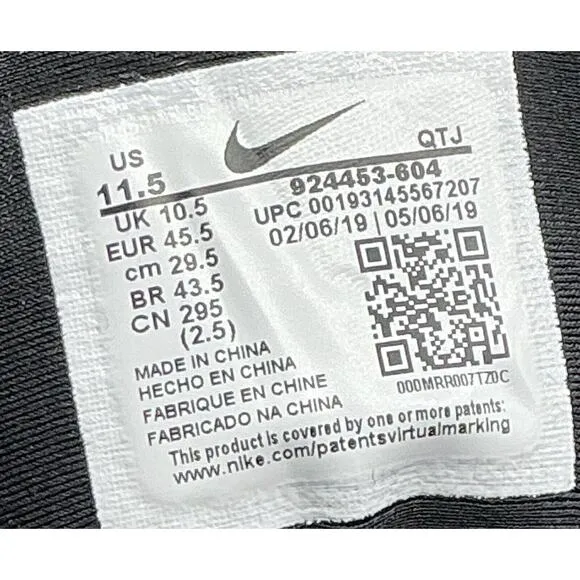 US
11.5
UK 10.5
EUR 45.5
cm 29.5
BR 43.5
CN 295
(2.5)
QTJ
924453-604
UPC 00193145567207
02/06/19 | 05/06/19
000MRR007TZ0C
MADE IN CHINA
HECHO EN CHINA
FABRIQUE EN CHINE
FABRICADO NA CHINA
This product is covered by one or more patents:
www.nike.com/patentsvirtualmarking